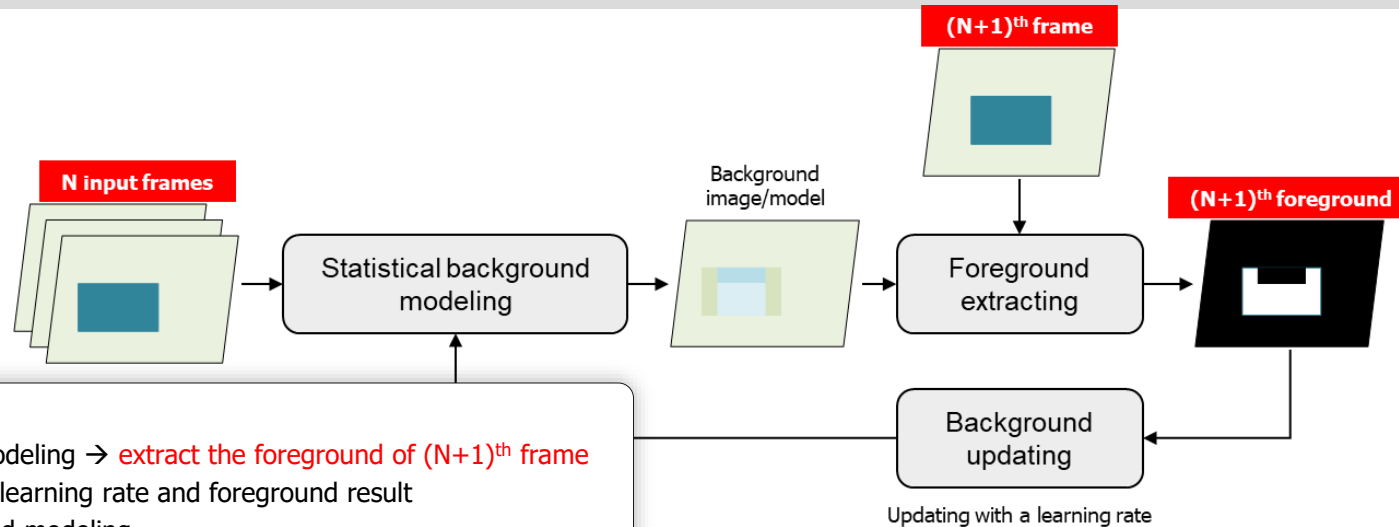 (N+1)th frame
N input frames
Background
image/model
(N+1)th foreground
Statistical background
modeling
Foreground
extracting
Background
updating
Updating with a learning rate
→ extract the foreground of (N+1)th frame
learning rate and foreground result
modeling